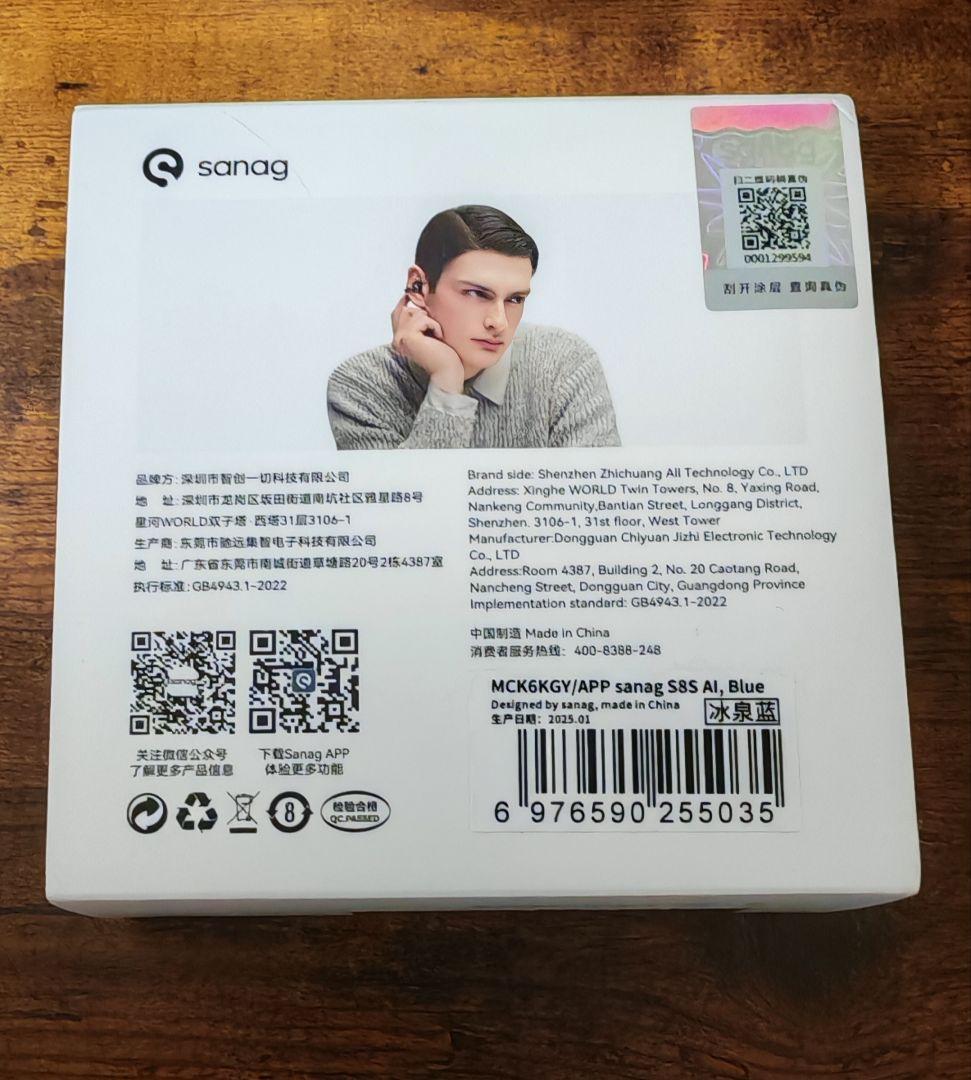 sanag
扫二维码辨真伪
0001299594
刮开涂层 查询真伪
品牌方:深圳市智创一切科技有限公司
地 址:深圳市龙岗区坂田街道南坑社区雅星路8号
星河WORLD双子塔·西塔31层3106-1
生产商:东莞市驰远集智电子科技有限公司
地 址:广东省东莞市南城街道草塘路20号2栋4387室
执行标准:GB4943.1-2022
Brand side: Shenzhen Zhichuang All Technology Co., LTD
Address: Xinghe WORLD Twin Towers, No. 8, Yaxing Road,
Nankeng Community,Bantian Street, Longgang District,
Shenzhen. 3106-1, 31st floor, West Tower
Manufacturer:Dongguan Chiyuan Jizhi Electronic Technology
Co., LTD
Address:Room 4387, Building 2, No. 20 Caotang Road,
Nancheng Street, Dongguan City, Guangdong Province
Implementation standard: GB4943.1-2022
中国制造 Made in China
消费者服务热线: 400-8388-248
关注微信公众号
了解更多产品信息
下载Sanag APP
体验更多功能
8
检验合格
QC.PASSED
MCK6KGY/APP sanag S8S AI, Blue
Designed by sanag, made in China
生产日期: 2025.01
冰泉蓝
6 976590 255035